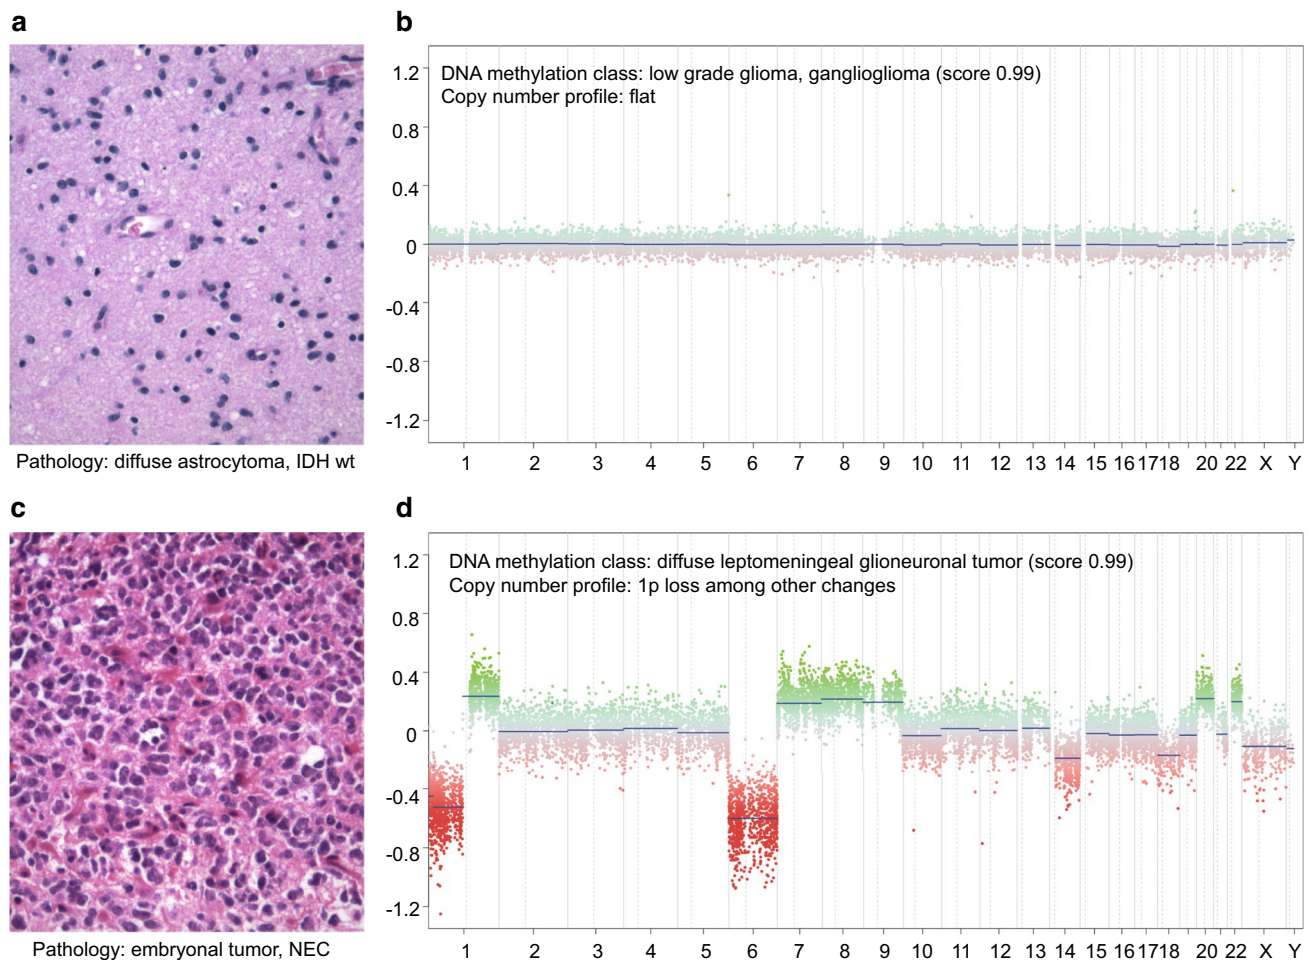 a
b
DNA methylation class: low grade glioma, ganglioglioma (score 0.99)
Copy number profile: flat
1.2
0.8
0.4
0
-0.4
-0.8
-1.2
1 2 3 4 5 6 7 8 9 10 11 12 13 14 15 16 17 18 20 22 X Y
Pathology: diffuse astrocytoma, IDH wt
c
d
DNA methylation class: diffuse leptomeningeal glioneuronal tumor (score 0.99)
Copy number profile: 1p loss among other changes
1.2
0.8
0.4
0
-0.4
-0.8
-1.2
1 2 3 4 5 6 7 8 9 10 11 12 13 14 15 16 17 18 20 22 X Y
Pathology: embryonal tumor, NEC